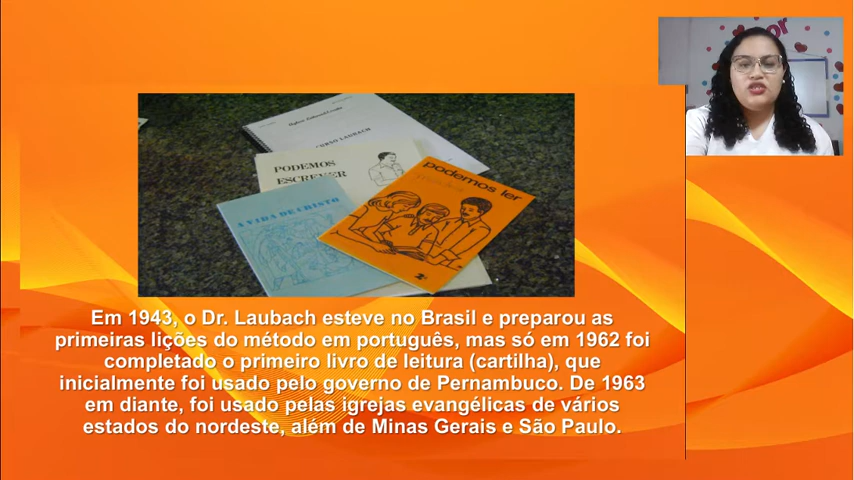 CURSO LAUBACH
PODEMOS
ESCREVER
podemos ler
A VIDA DE CRISTO
Em 1943, o Dr. Laubach esteve no Brasil e preparou as
primeiras lições do método em português, mas só em 1962 foi
completado o primeiro livro de leitura (cartilha), que
inicialmente foi usado pelo governo de Pernambuco. De 1963
em diante, foi usado pelas igrejas evangélicas de vários
estados do nordeste, além de Minas Gerais e São Paulo.